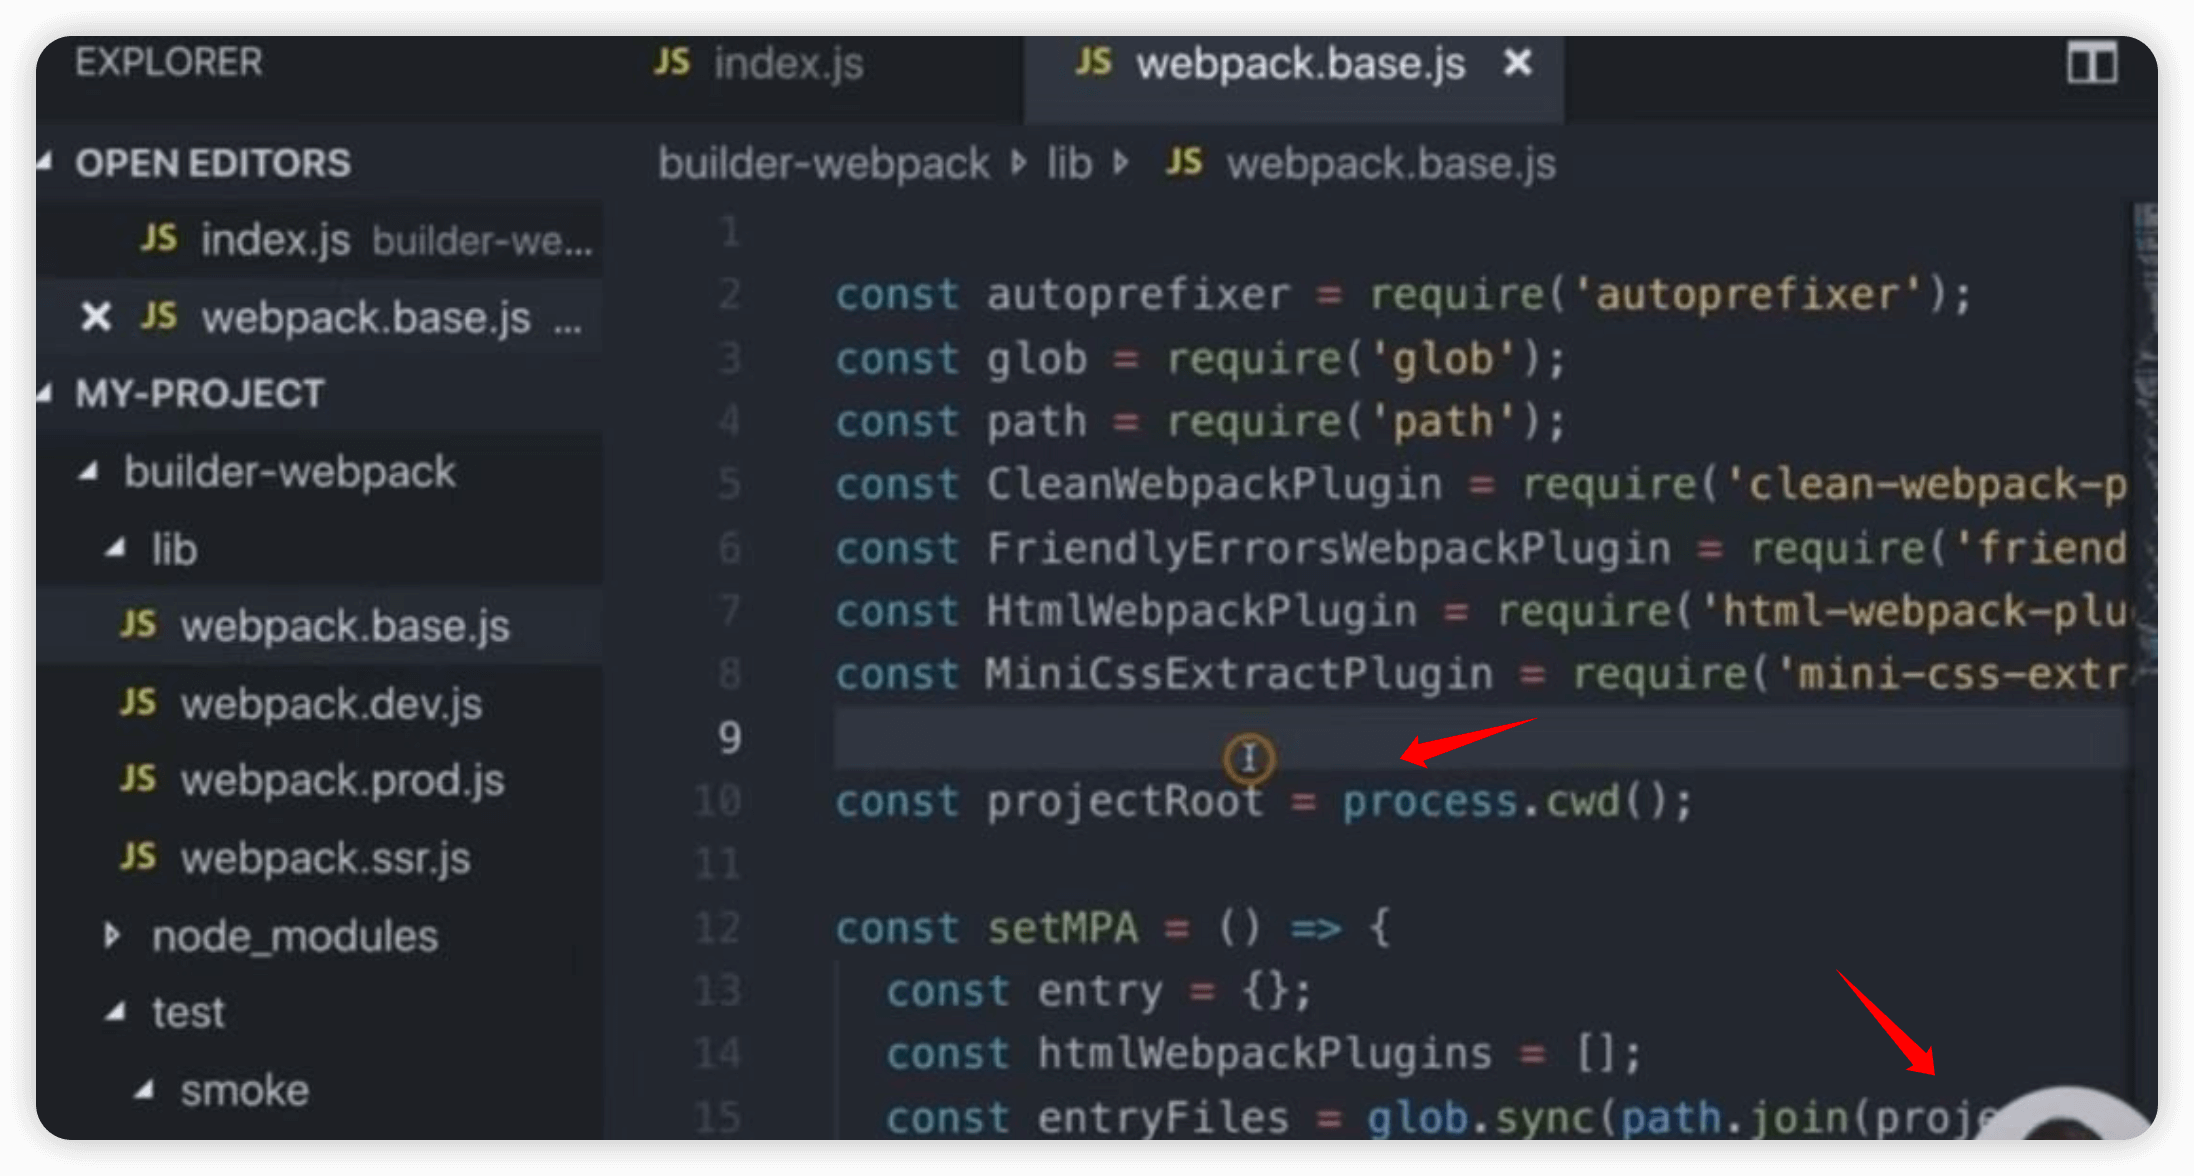 EXPLORER
JS index.js
JS webpack.base.js
OPEN EDITORS
JS index.js builder-we...
JS webpack.base.js ...
MY-PROJECT
builder-webpack
lib
JS webpack.base.js
JS webpack.dev.js
JS webpack.prod.js
JS webpack.ssr.js
node_modules
test
smoke
builder-webpack lib JS webpack.base.js
1
2 const autoprefixer = require('autoprefixer');
3 const glob = require('glob');
4 const path = require('path');
5 const CleanWebpackPlugin = require('clean-webpack-p
6 const FriendlyErrorsWebpackPlugin = require('friend
7 const HtmlWebpackPlugin = require('html-webpack-plu
8 const MiniCssExtractPlugin = require('mini-css-extr
9
10 const projectRoot = process.cwd();
11
12 const setMPA = () => {
13 const entry = {};
14 const htmlWebpackPlugins = [];
15 const entryFiles = glob.sync(path.join(proje